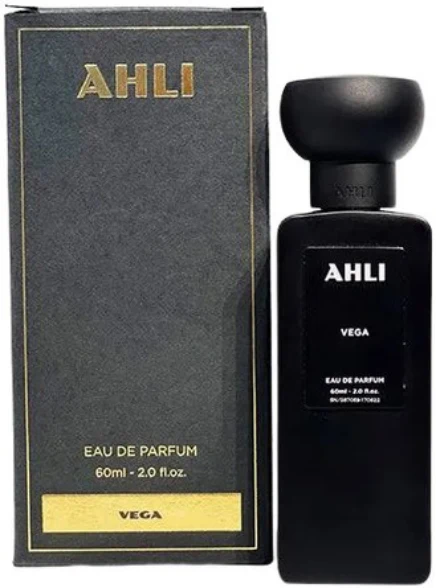 AHLI
EAU DE PARFUM
60ml - 2.0 fl.oz.
VEGA
AHLI
AHLI
VEGA
EAU DE PARFUM
60ml - 2.0 fl.oz.